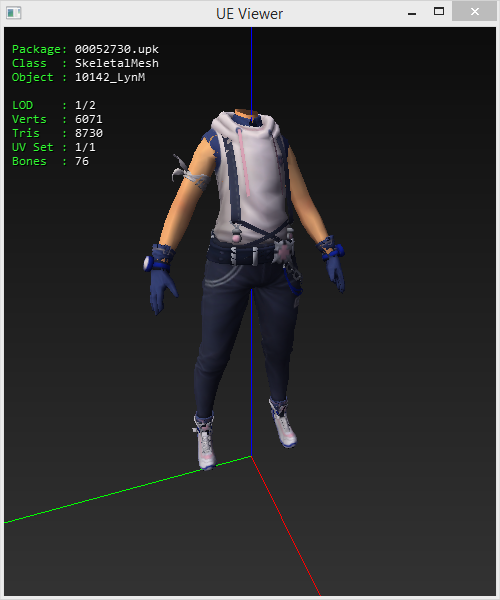 UE Viewer
Package: 00052730.upk
Class : SkeletalMesh
Object : 10142_LynM
LOD : 1/2
Verts : 6071
Tris : 8730
UV Set : 1/1
Bones : 76